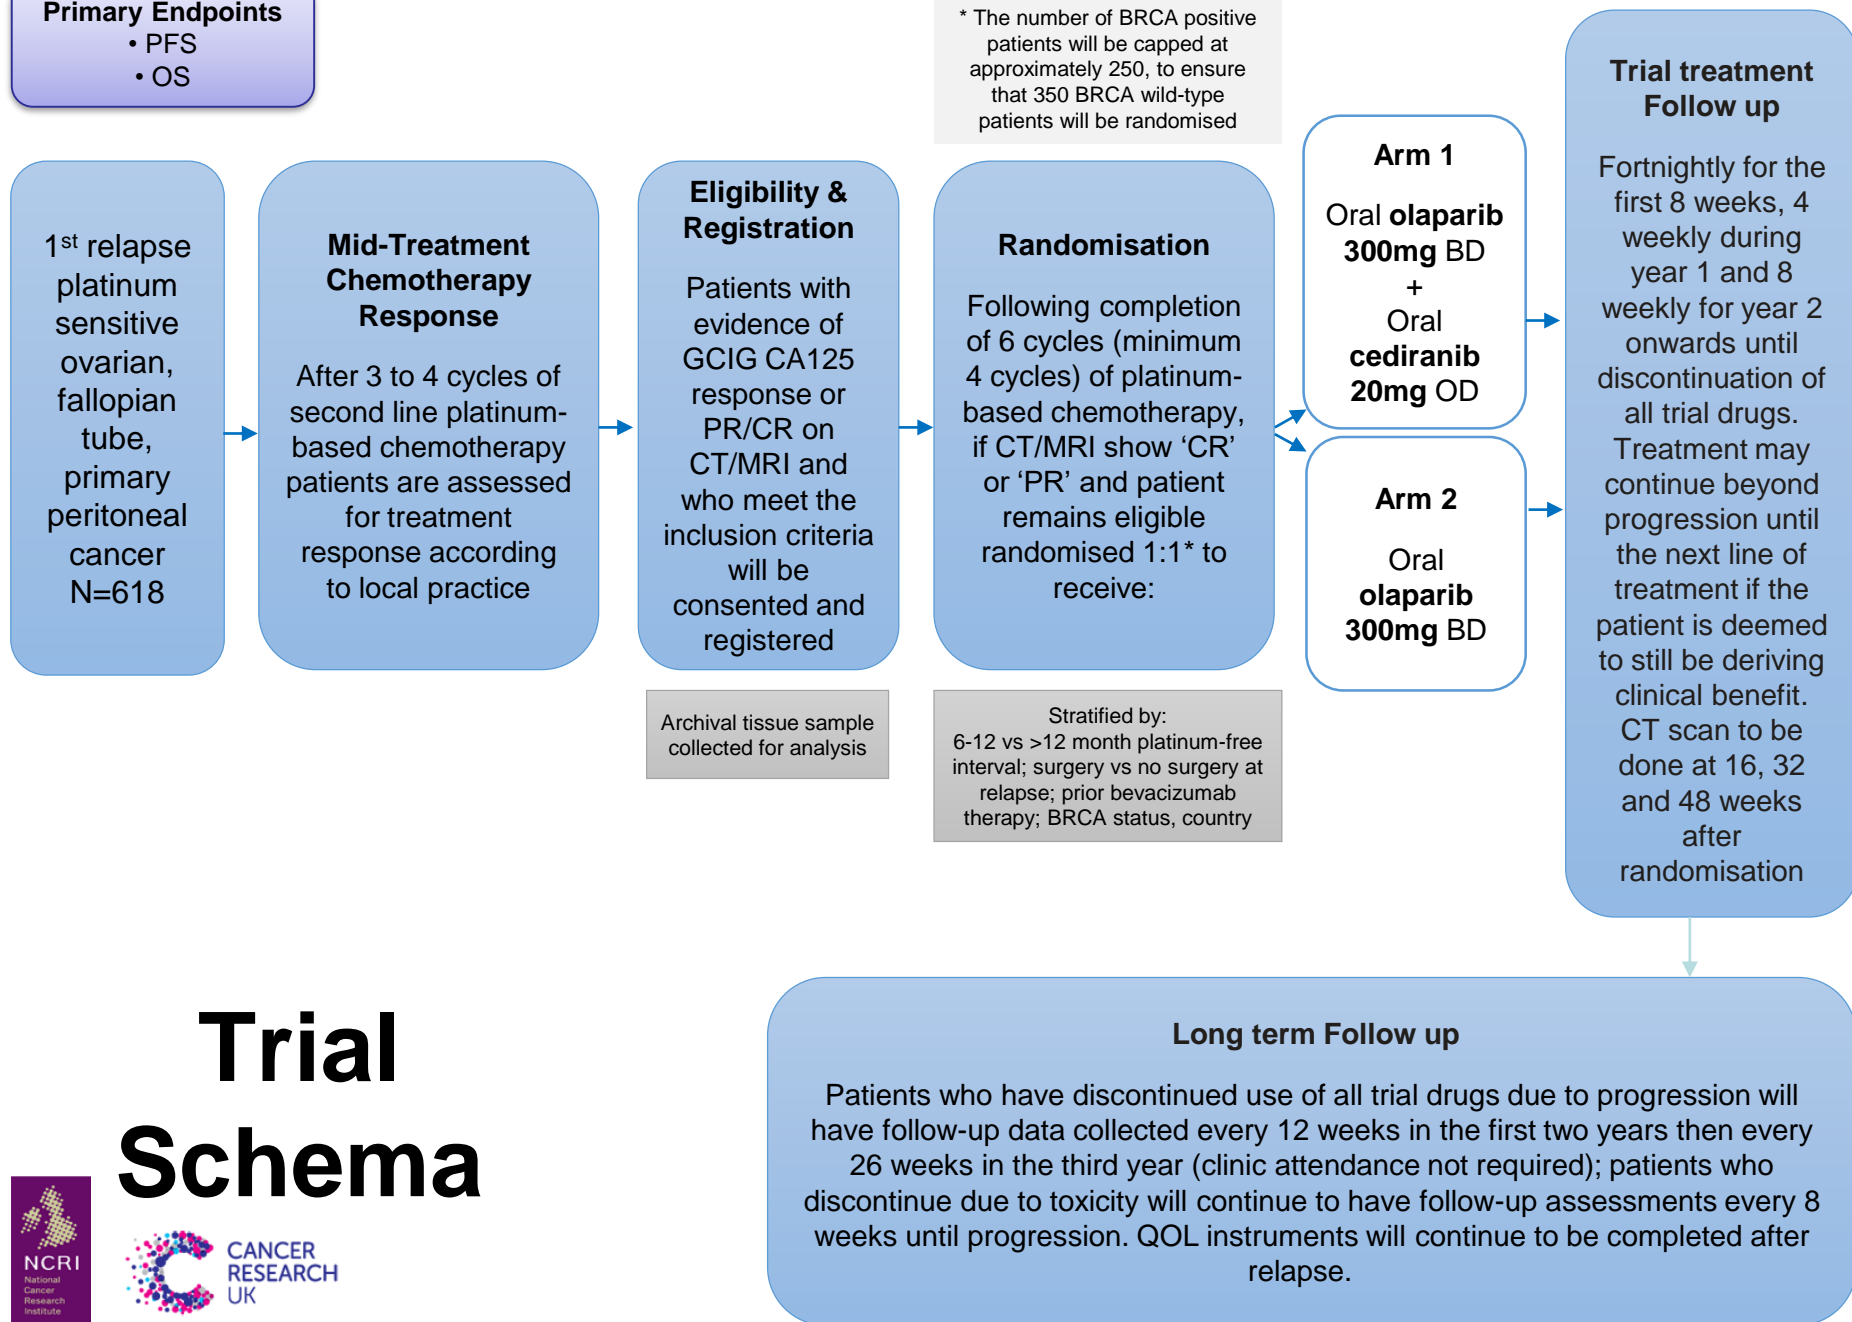 Primary Endpoints
• PFS
• OS
* The number of BRCA positive
patients will be capped at
approximately 250, to ensure
that 350 BRCA wild-type
patients will be randomised
1st relapse
platinum
sensitive
ovarian,
fallopian
tube,
primary
peritoneal
cancer
N=618
Mid-Treatment
Chemotherapy
Response
After 3 to 4 cycles of
second line platinum-
based chemotherapy
patients are assessed
for treatment
response according
to local practice
Eligibility &
Registration
Patients with
evidence of
GCIG CA125
response or
PR/CR on
CT/MRI and
who meet the
inclusion criteria
will be
consented and
registered
Archival tissue sample
collected for analysis
Randomisation
Following completion
of 6 cycles (minimum
4 cycles) of platinum-
based chemotherapy,
if CT/MRI show ‘CR’
or ‘PR’ and patient
remains eligible
randomised 1:1* to
receive:
Stratified by:
6-12 vs >12 month platinum-free
interval; surgery vs no surgery at
relapse; prior bevacizumab
therapy; BRCA status, country
Arm 1
Oral olaparib
300mg BD
+
Oral
cediranib
20mg OD
Arm 2
Oral
olaparib
300mg BD
Trial treatment
Follow up
Fortnightly for the
first 8 weeks, 4
weekly during
year 1 and 8
weekly for year 2
onwards until
discontinuation of
all trial drugs.
Treatment may
continue beyond
progression until
the next line of
treatment if the
patient is deemed
to still be deriving
clinical benefit.
CT scan to be
done at 16, 32
and 48 weeks
after
randomisation
Long term Follow up
Patients who have discontinued use of all trial drugs due to progression will
have follow-up data collected every 12 weeks in the first two years then every
26 weeks in the third year (clinic attendance not required); patients who
discontinue due to toxicity will continue to have follow-up assessments every 8
weeks until progression. QOL instruments will continue to be completed after
relapse.
Trial
Schema
NCRI
National
Cancer
Research
Institute
CANCER
RESEARCH
UK